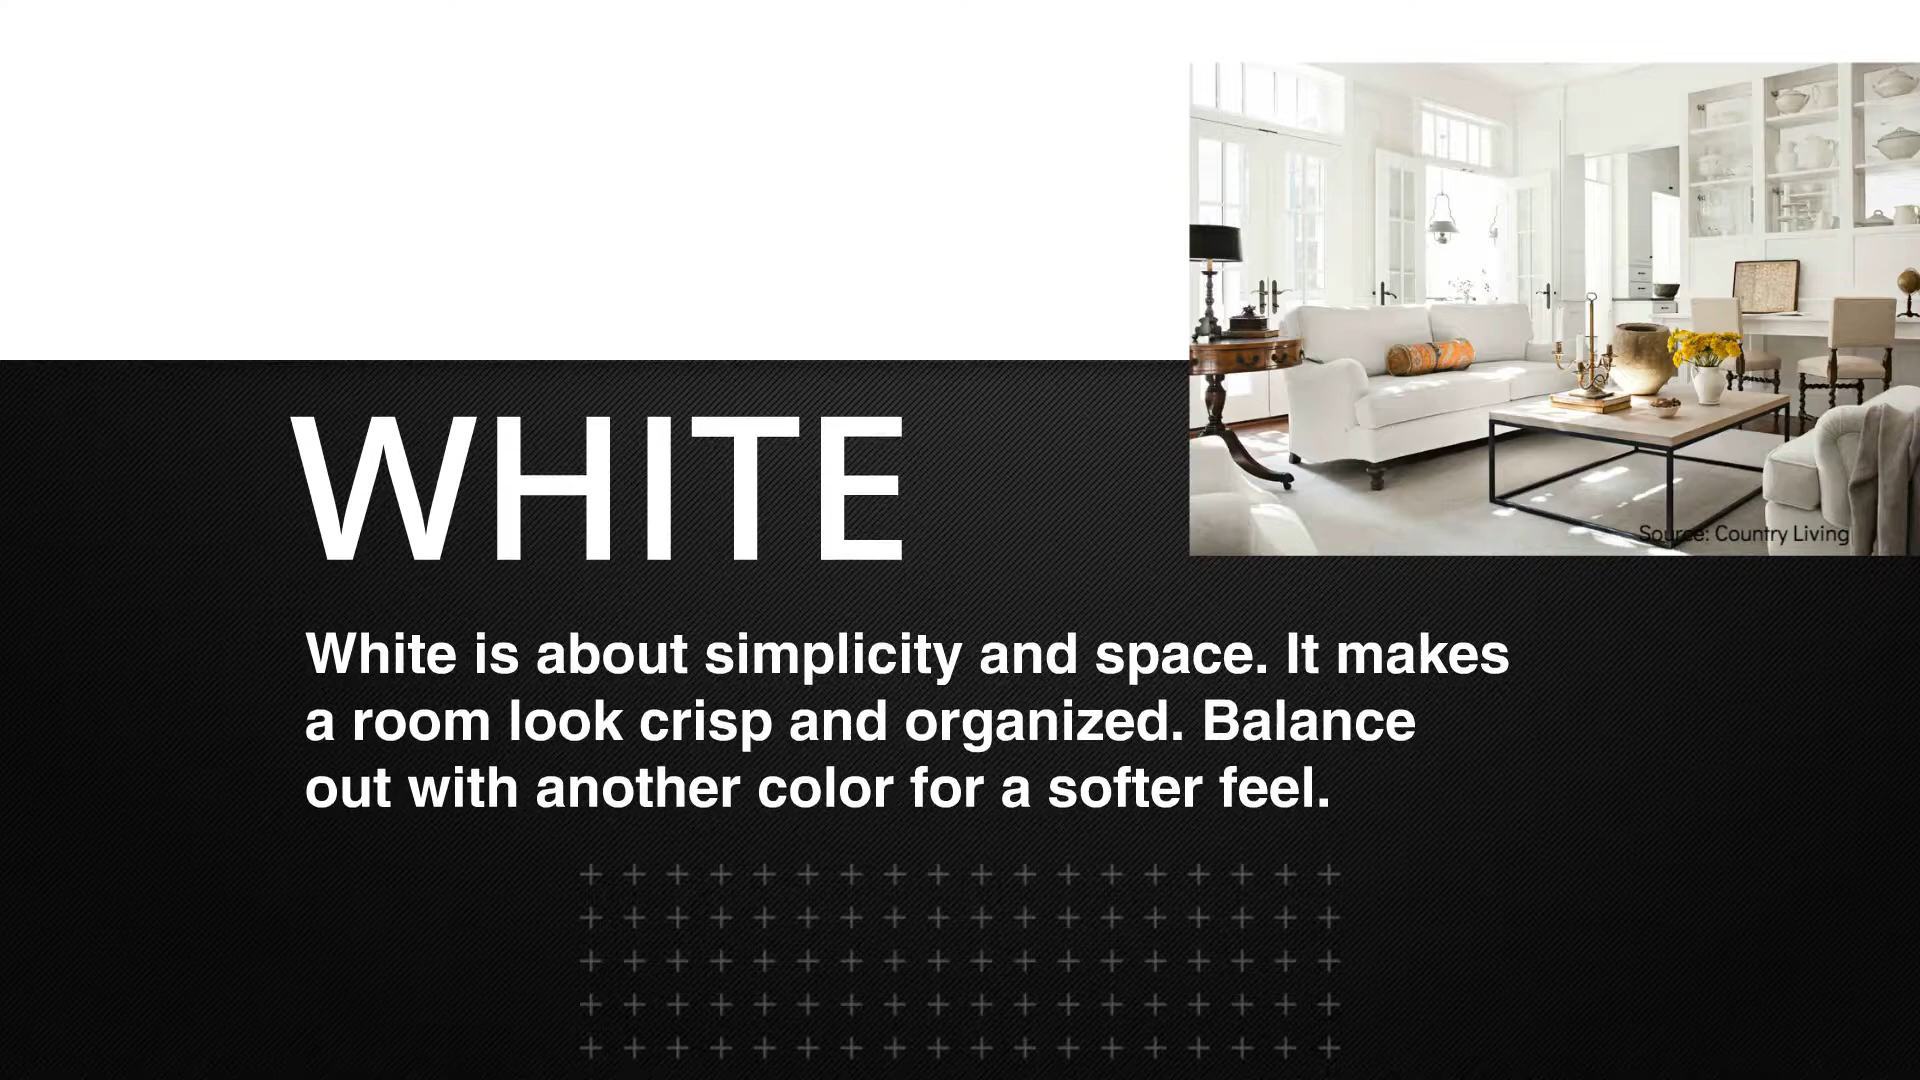 WHITE
Source: Country Living
White is about simplicity and space. It makes
a room look crisp and organized. Balance
out with another color for a softer feel.